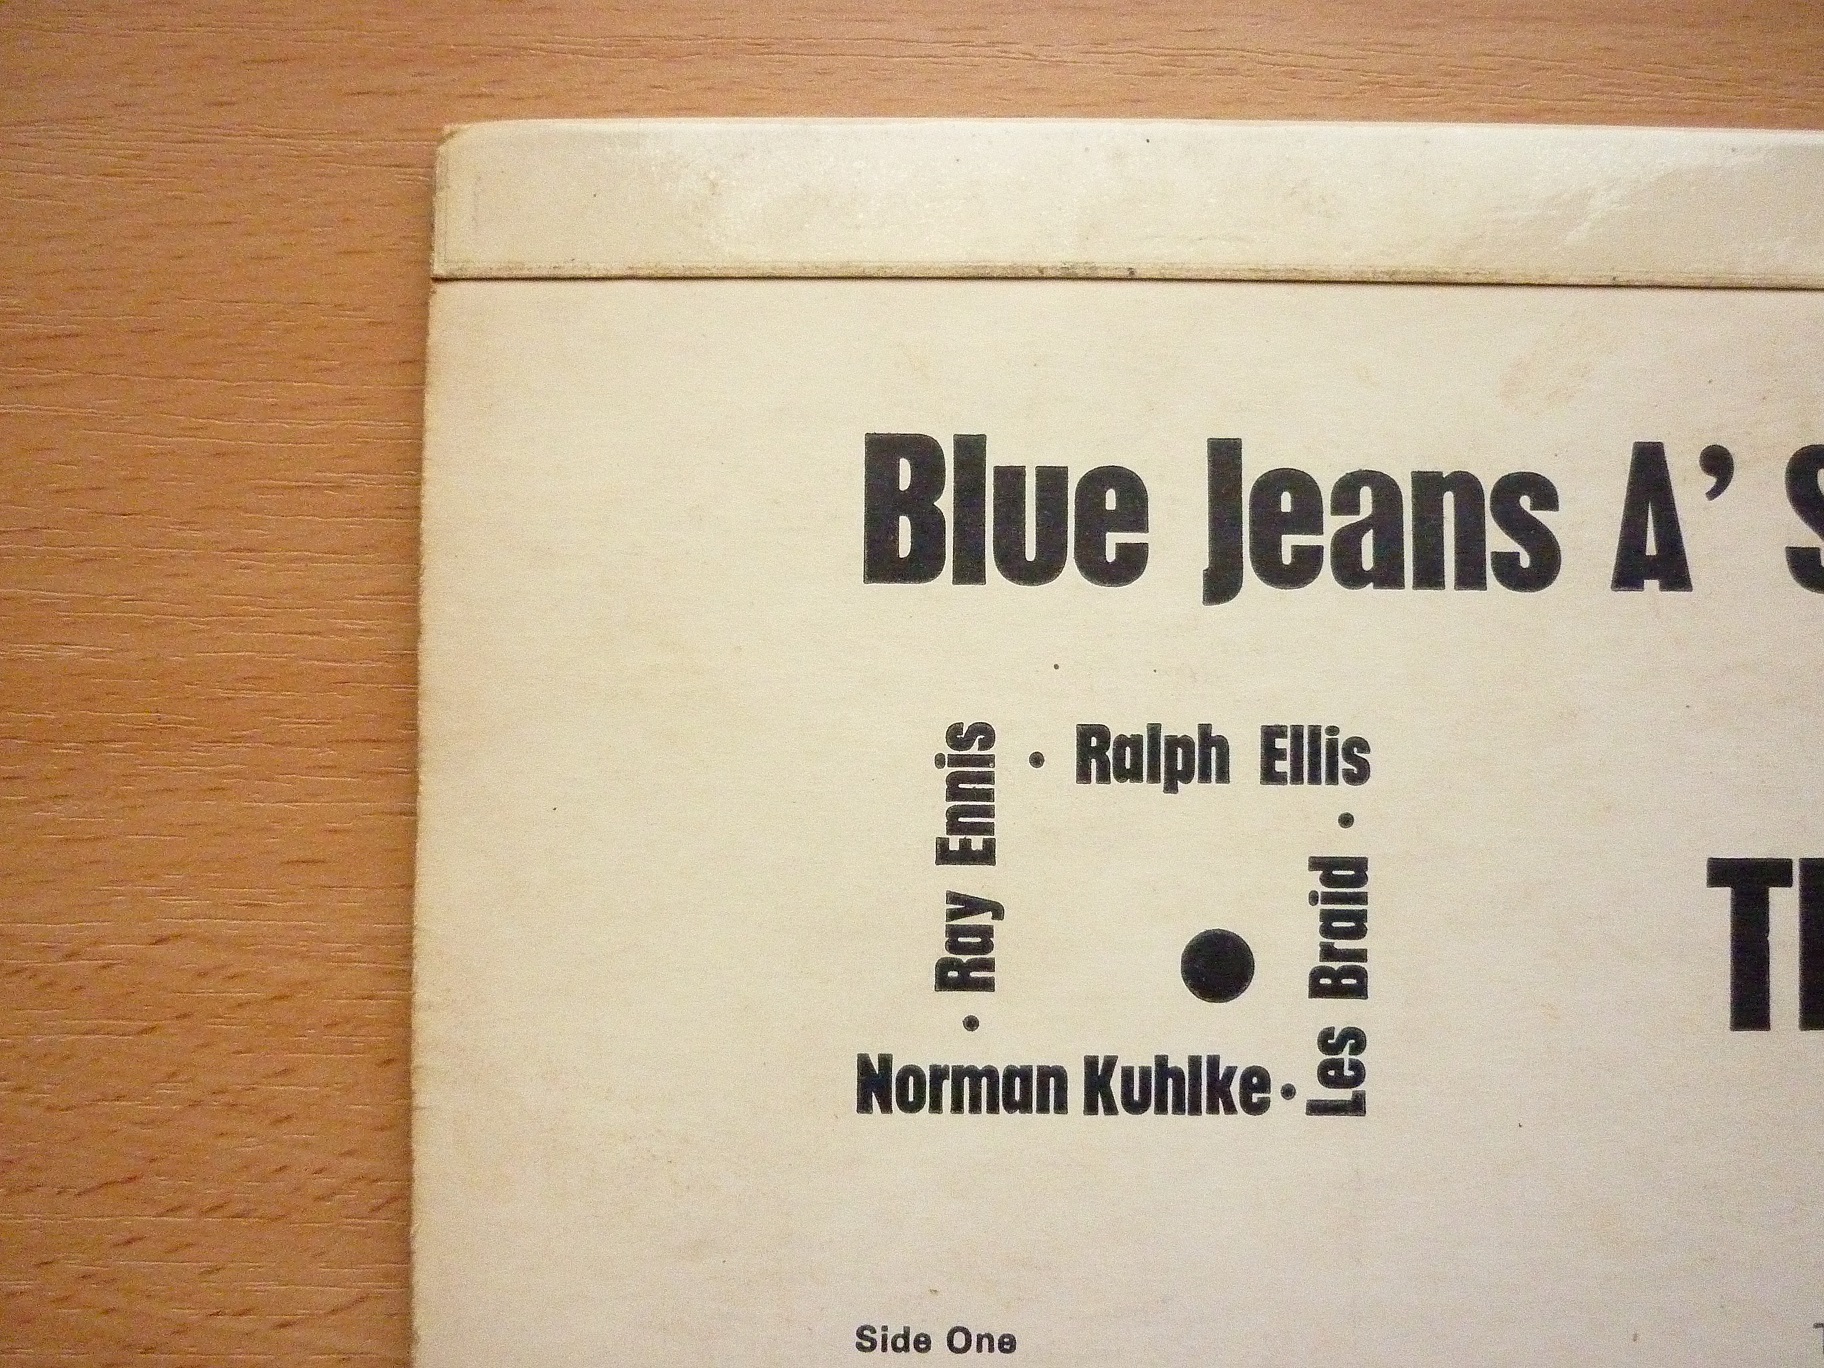 Blue Jeans A' S
• Ralph Ellis
• Ray Ennis
Les Braid •
Norman Kuhlke •
Side One